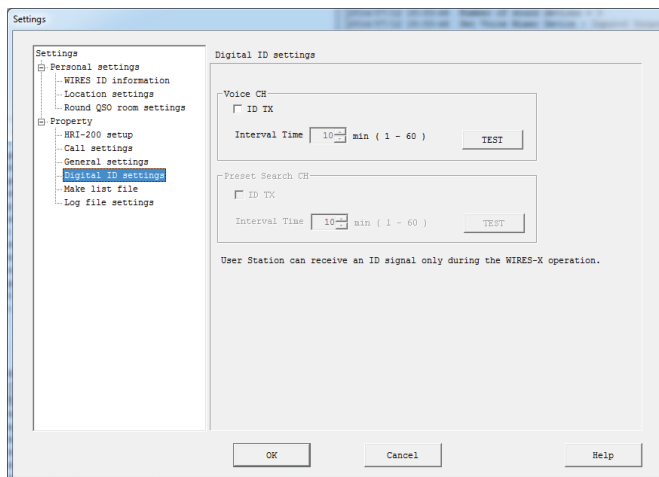 Settings
Settings
Personal settings
WIRES ID information
Location settings
Round QSO room settings
Property
HRI-200 setup
Call settings
General settings
Digital ID settings
Make list file
Log file settings
Digital ID settings
Voice CH
ID TX
Interval Time 10 min ( 1 - 60 ) TEST
Preset Search CH
ID TX
Interval Time 10 min ( 1 - 60 ) TEST
User Station can receive an ID signal only during the WIRES-X operation.
OK Cancel Help